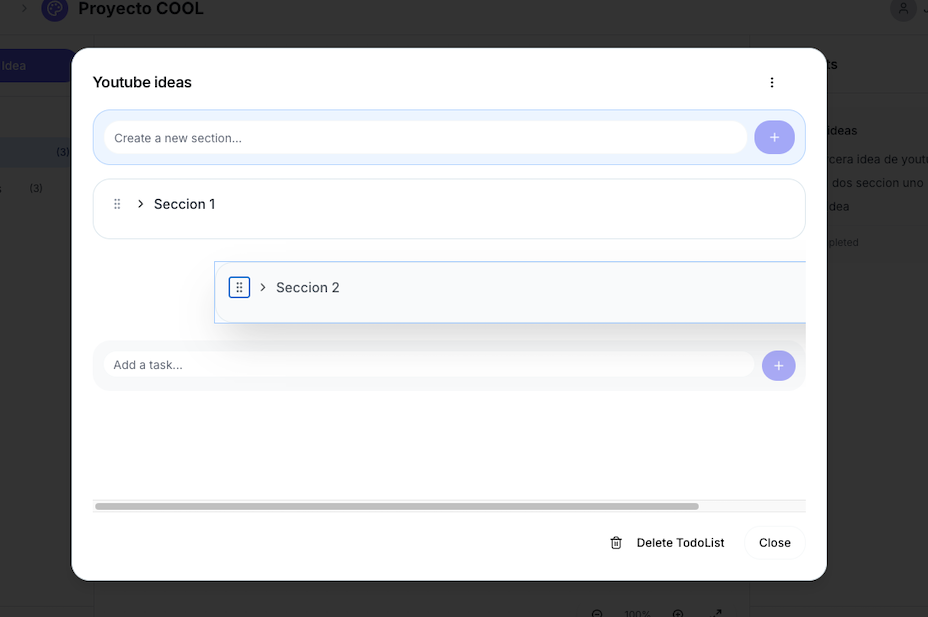 Proyecto COOL
Idea
ts
Youtube ideas
Create a new section...
+
ideas
(3)
cera idea de yout
dos seccion uno
(3)
Seccion 1
dea
pleted
Seccion 2
Add a task...
+
Delete TodoList
Close
100%